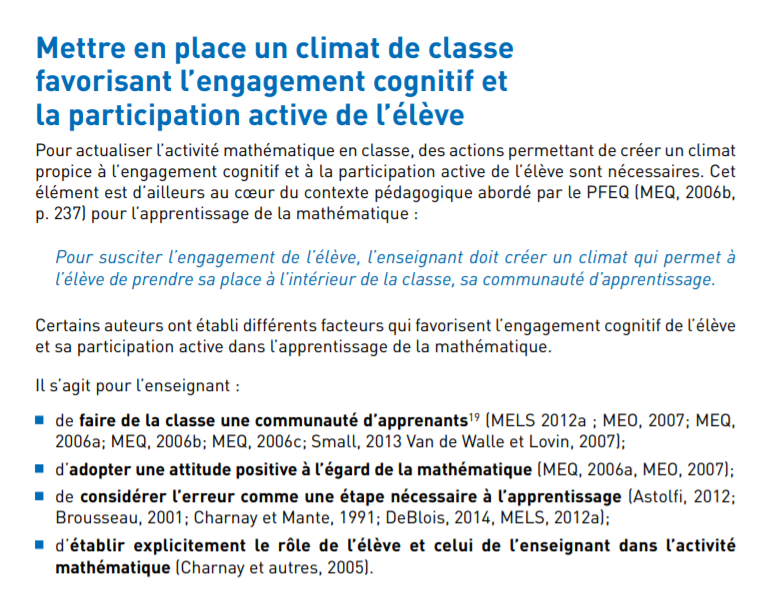 Mettre en place un climat de classe
favorisant l’engagement cognitif et
la participation active de l’élève
Pour actualiser l’activité mathématique en classe, des actions permettant de créer un climat
propice à l’engagement cognitif et à la participation active de l’élève sont nécessaires. Cet
élément est d’ailleurs au cœur du contexte pédagogique abordé par le PFEQ (MEQ, 2006b,
p. 237) pour l’apprentissage de la mathématique :
Pour susciter l’engagement de l’élève, l’enseignant doit créer un climat qui permet à
l’élève de prendre sa place à l’intérieur de la classe, sa communauté d’apprentissage.
Certains auteurs ont établi différents facteurs qui favorisent l’engagement cognitif de l’élève
et sa participation active dans l’apprentissage de la mathématique.
Il s’agit pour l’enseignant :
■ de faire de la classe une communauté d’apprenants¹⁹ (MELS 2012a ; MEO, 2007; MEQ,
2006a; MEQ, 2006b; MEQ, 2006c; Small, 2013 Van de Walle et Lovin, 2007);
■ d’adopter une attitude positive à l’égard de la mathématique (MEQ, 2006a, MEO, 2007);
■ de considérer l’erreur comme une étape nécessaire à l’apprentissage (Astolfi, 2012;
Brousseau, 2001; Charnay et Mante, 1991; DeBlois, 2014, MELS, 2012a);
■ d’établir explicitement le rôle de l’élève et celui de l’enseignant dans l’activité
mathématique (Charnay et autres, 2005).